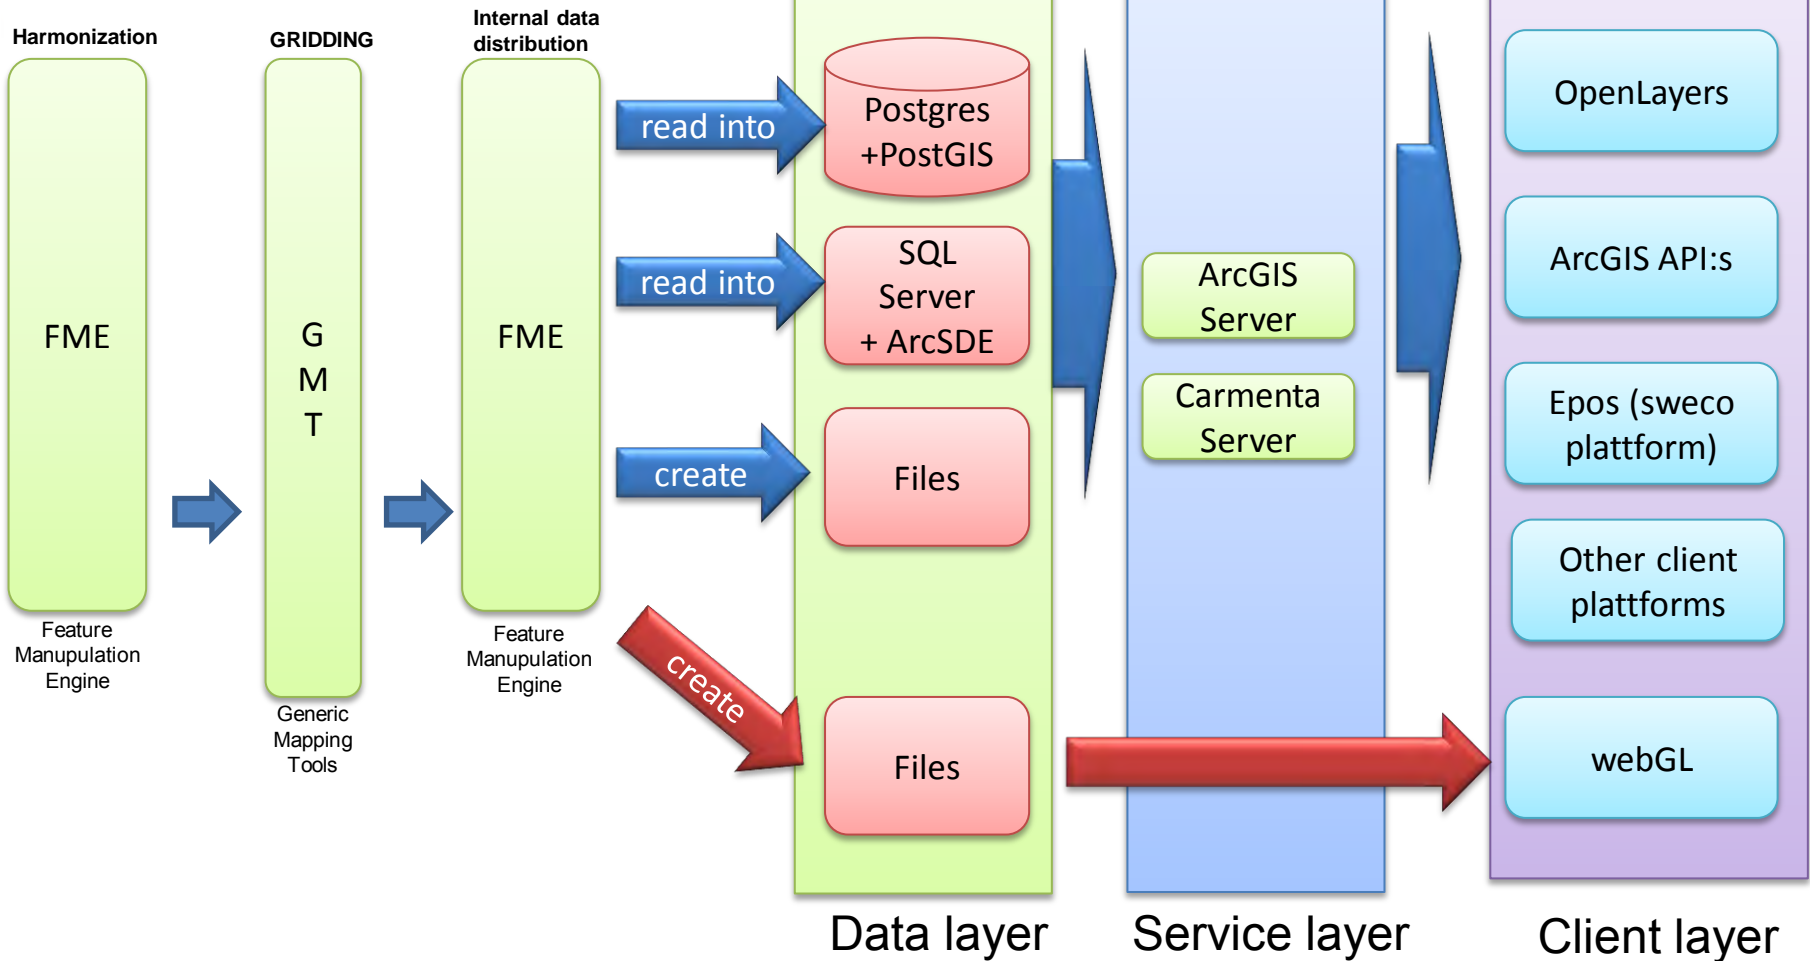 Harmonization
FME
Feature
Manupulation
Engine
GRIDDING
G
M
T
Generic
Mapping
Tools
Internal data
distribution
FME
Feature
Manupulation
Engine
read into
read into
create
create
Postgres
+PostGIS
SQL
Server
+ ArcSDE
Files
Files
Data layer
ArcGIS
Server
Carmenta
Server
Service layer
OpenLayers
ArcGIS API:s
Epos (sweco
plattform)
Other client
plattforms
webGL
Client layer